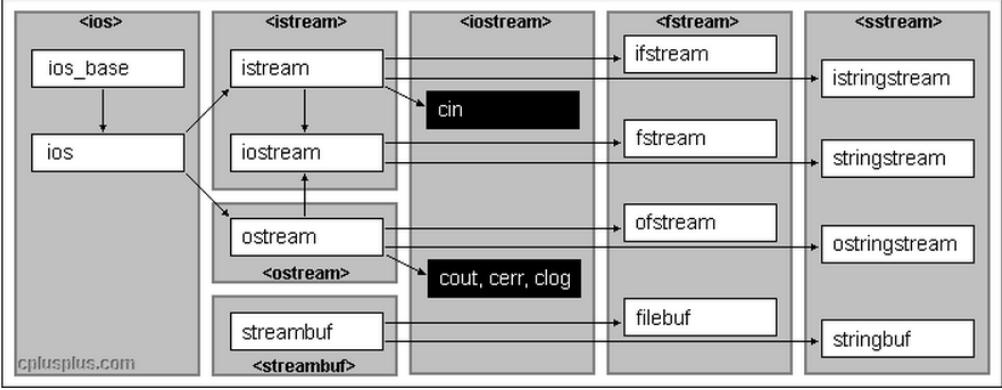 <ios>
ios_base
ios
cplusplus.com
<istream>
istream
iostream
ostream
<ostream>
streambuf
<streambuf>
<iostream>
cin
cout, cerr, clog
<fstream>
ifstream
fstream
ofstream
filebuf
<sstream>
istringstream
stringstream
ostringstream
stringbuf